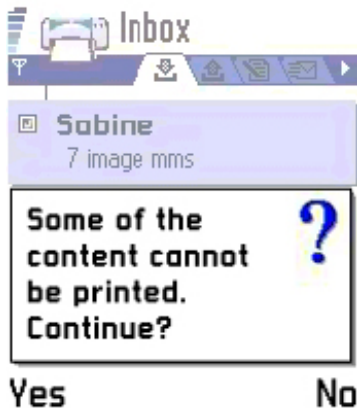 Inbox
Sabine
7 image mms
Some of the
content cannot
be printed.
Continue?
Yes No